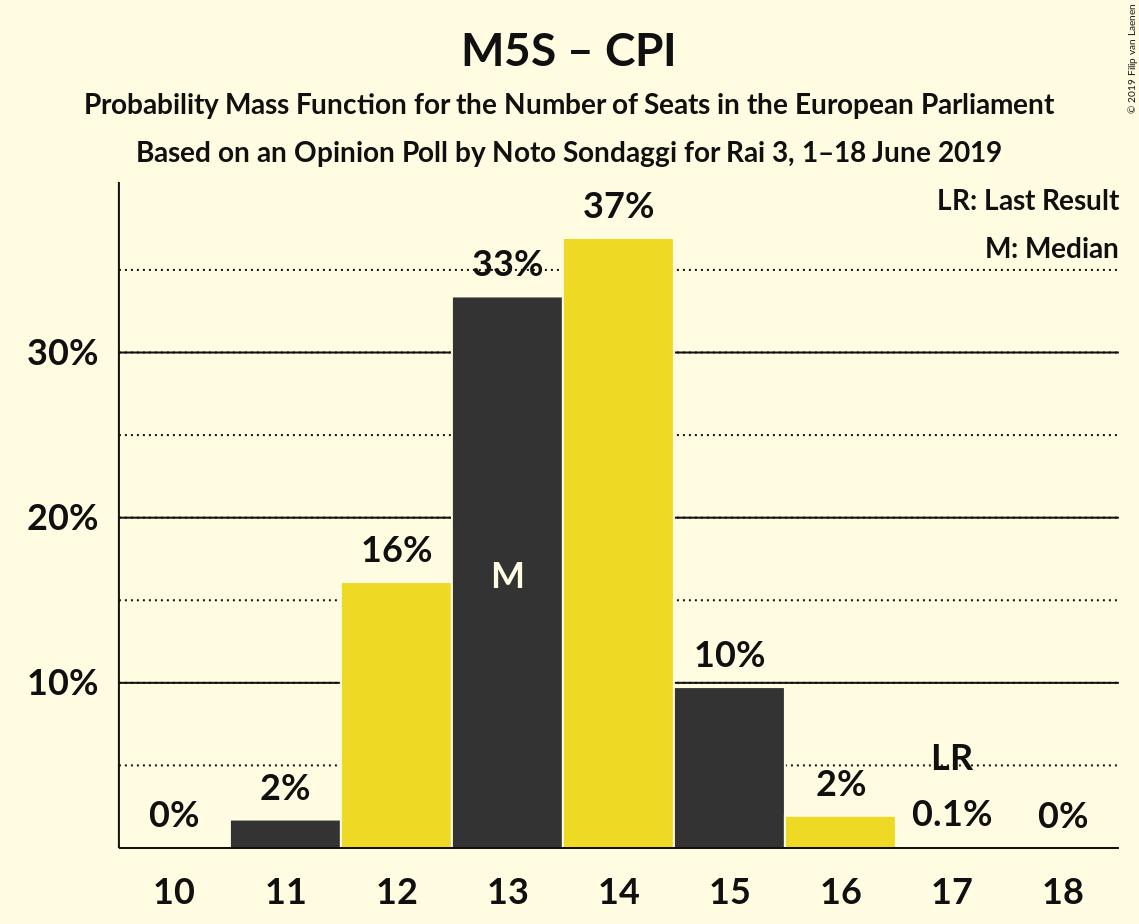 M5S – CPI
Probability Mass Function for the Number of Seats in the European Parliament
Based on an Opinion Poll by Noto Sondaggi for Rai 3, 1–18 June 2019
© 2019 Filip van Laenen
LR: Last Result
M: Median
37%
33%
30%
20%
16%
M
10%
10%
LR
2%
2%
0%
0.1%
0%
10 11 12 13 14 15 16 17 18